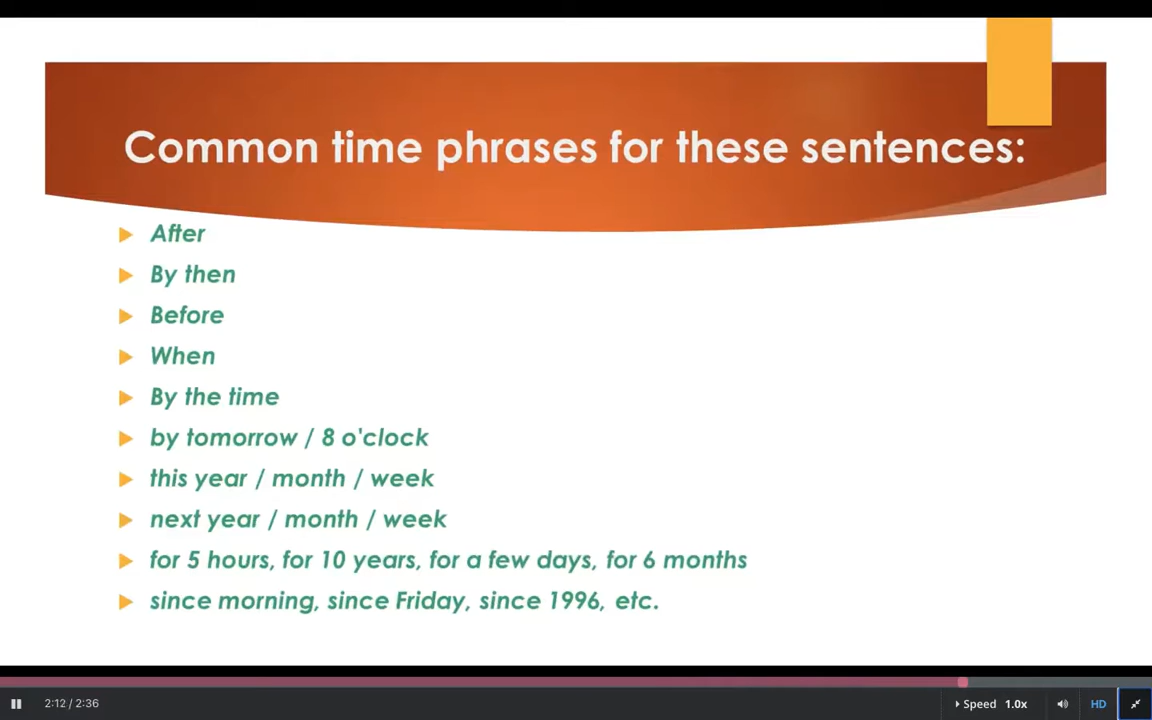 Common time phrases for these sentences:
After
By then
Before
When
By the time
by tomorrow / 8 o'clock
this year / month / week
next year / month / week
for 5 hours, for 10 years, for a few days, for 6 months
since morning, since Friday, since 1996, etc.
2:12 / 2:36 Speed 1.0x HD